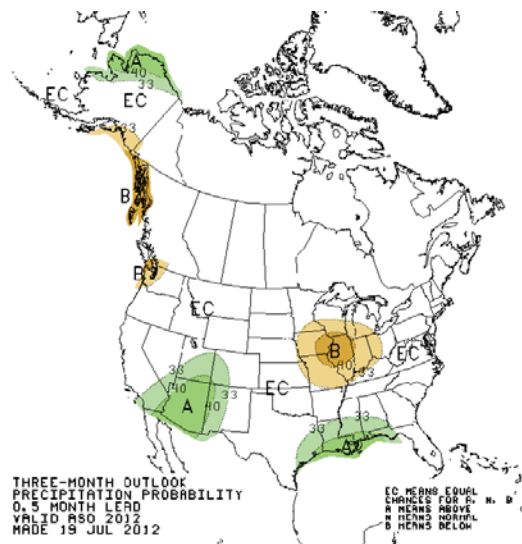 A
40
33
EC
EC
33
B
B
EC
33
40
A
40
33
B
40
33
EC
EC
33
33
A
THREE-MONTH OUTLOOK
PRECIPITATION PROBABILITY
0.5 MONTH LEAD
VALID ASO 2012
MADE 19 JUL 2012
EC MEANS EQUAL
CHANCES FOR A, N, B
A MEANS ABOVE
N MEANS NORMAL
B MEANS BELOW